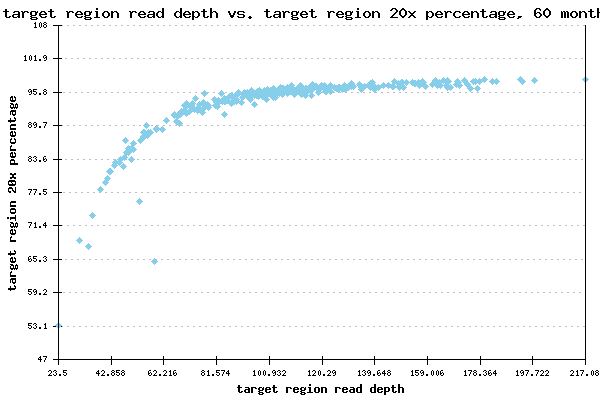 target region read depth vs. target region 20x percentage, 60 month
108
101.9
95.8
89.7
83.6
77.5
71.4
65.3
59.2
53.1
47
target region 20x percentage
23.5 42.858 62.216 81.574 100.932 120.29 139.648 159.006 178.364 197.722 217.08
target region read depth